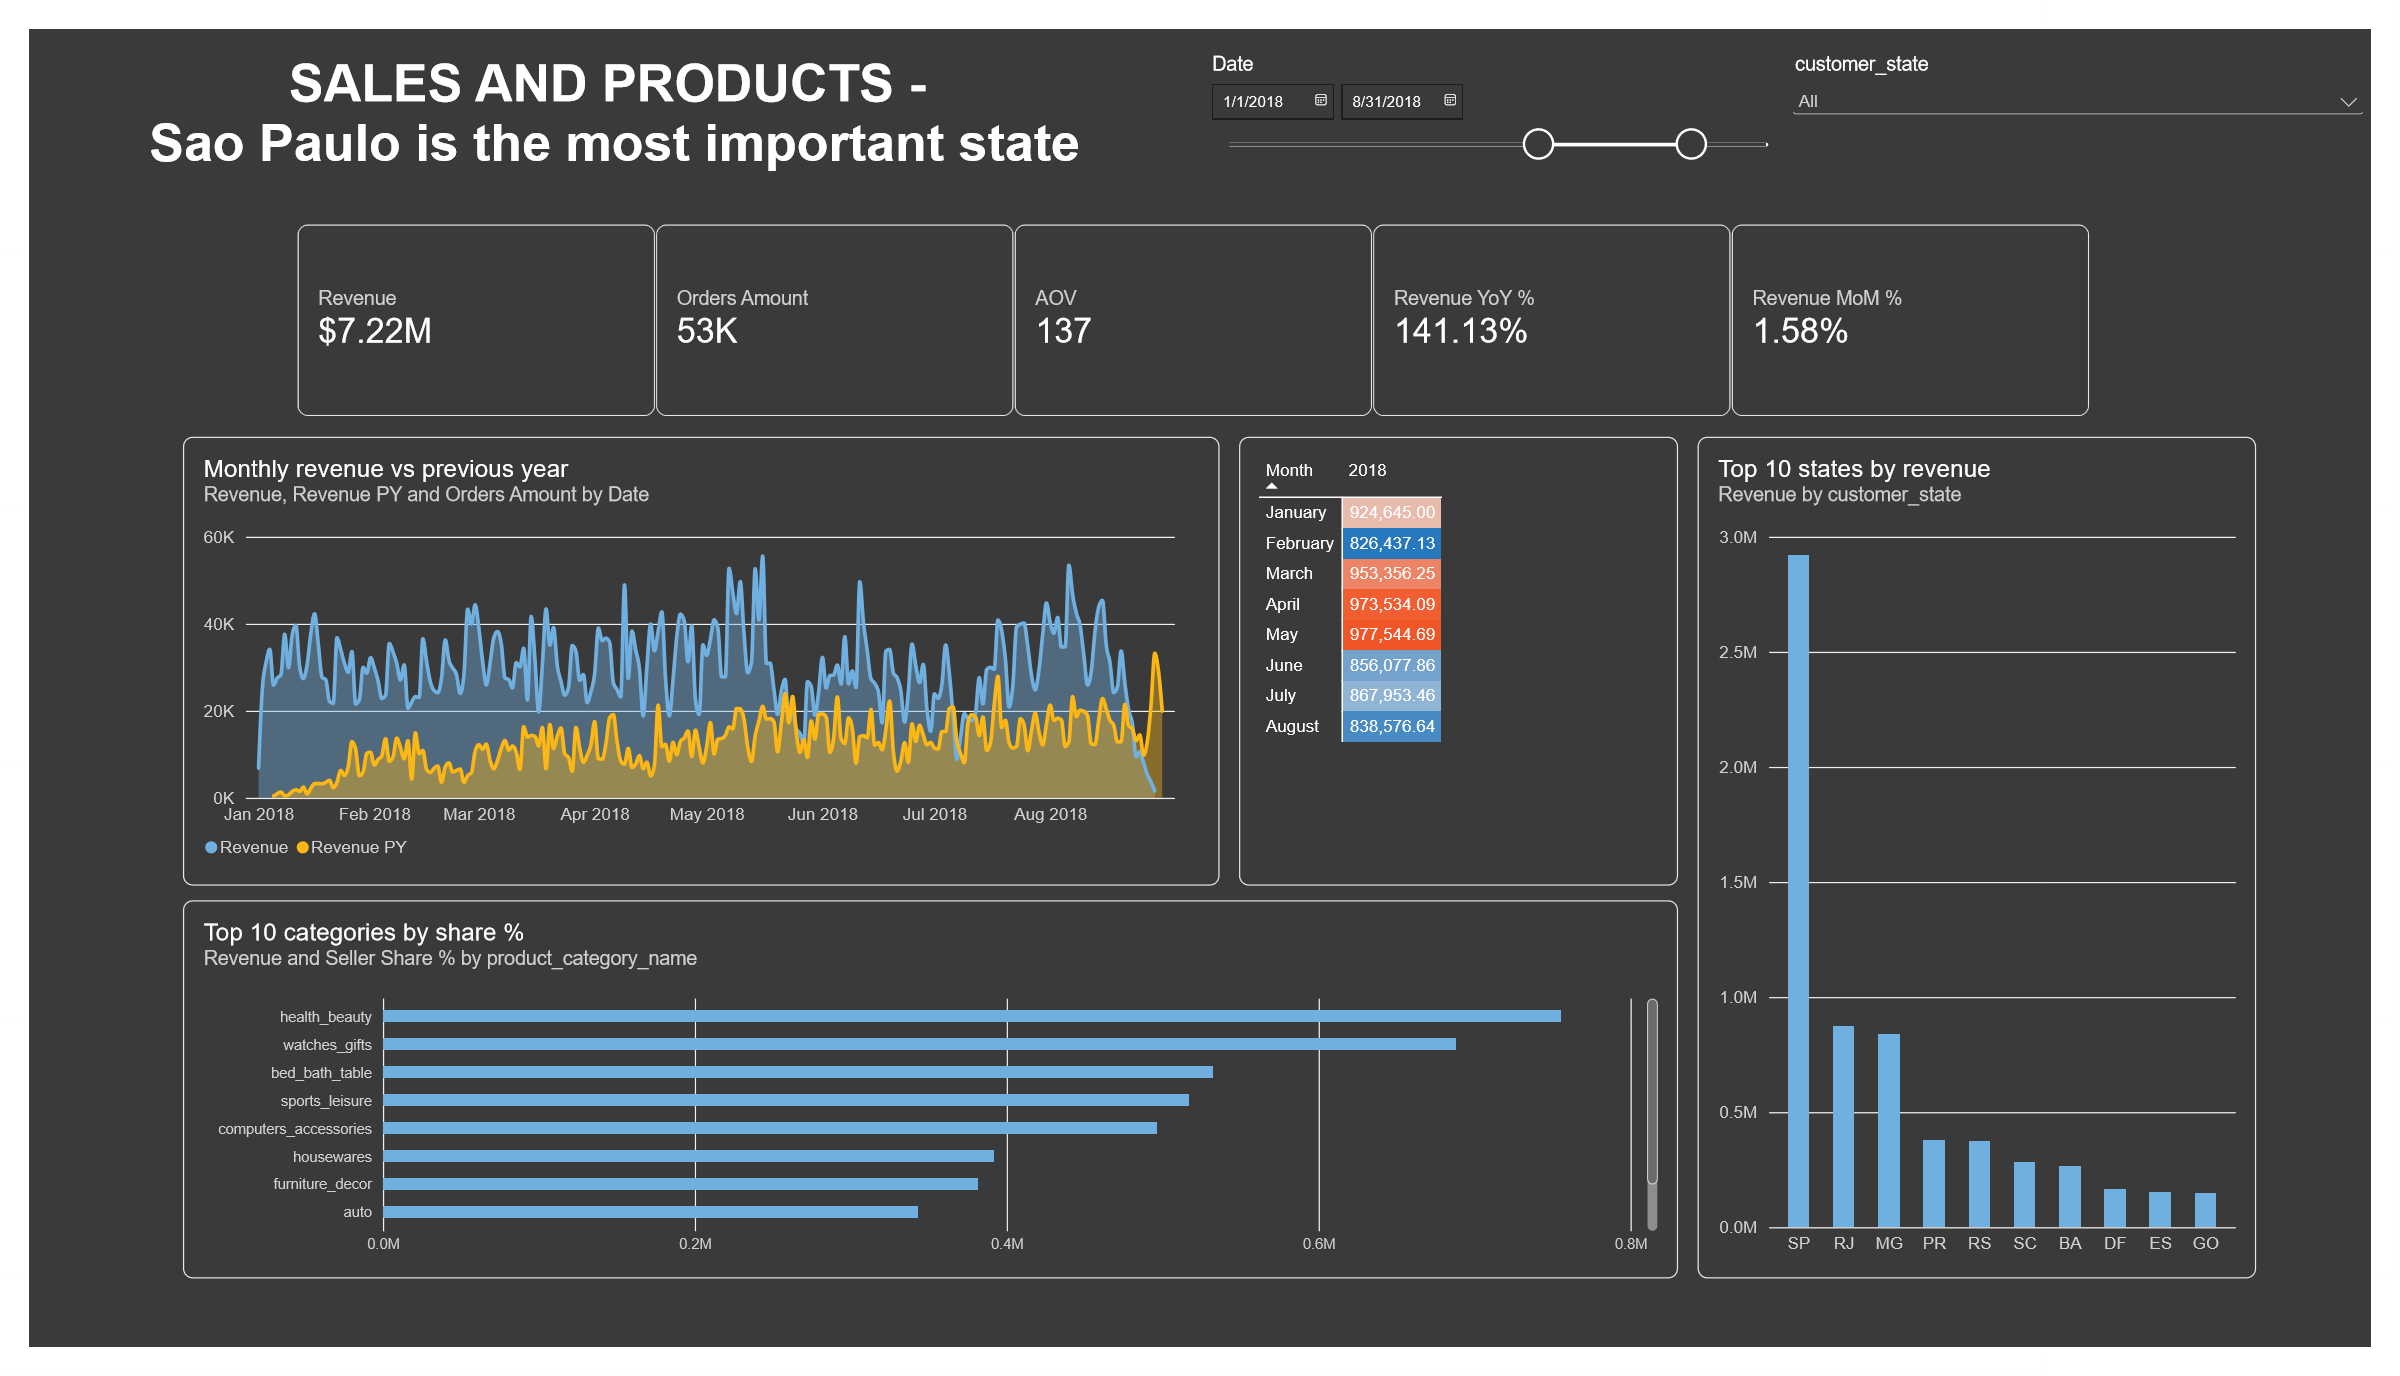 SALES AND PRODUCTS -
Sao Paulo is the most important state
Date
1/1/2018 8/31/2018
customer_state
All
Revenue
$7.22M
Orders Amount
53K
AOV
137
Revenue YoY %
141.13%
Revenue MoM %
1.58%
Monthly revenue vs previous year
Revenue, Revenue PY and Orders Amount by Date
60K
40K
20K
0K
Jan 2018 Feb 2018 Mar 2018 Apr 2018 May 2018 Jun 2018 Jul 2018 Aug 2018
Revenue Revenue PY
Month 2018
January 924,645.00
February 826,437.13
March 953,356.25
April 973,534.09
May 977,544.69
June 856,077.86
July 867,953.46
August 838,576.64
Top 10 states by revenue
Revenue by customer_state
3.0M
2.5M
2.0M
1.5M
1.0M
0.5M
0.0M
SP RJ MG PR RS SC BA DF ES GO
Top 10 categories by share %
Revenue and Seller Share % by product_category_name
health_beauty
watches_gifts
bed_bath_table
sports_leisure
computers_accessories
housewares
furniture_decor
auto
0.0M 0.2M 0.4M 0.6M 0.8M